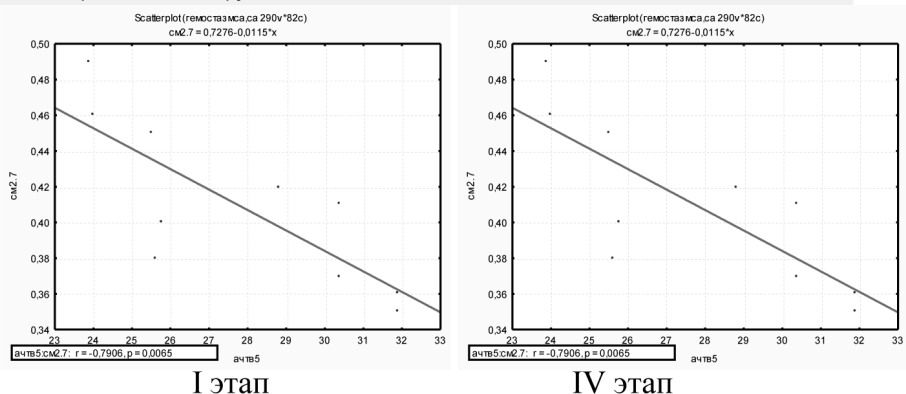 Scatterplot (гемостаз мса,са 290v*82c)
см2.7 = 0,7276-0,0115*x
0,50
0,48
0,46
0,44
0,42
0,40
0,38
0,36
0,34
см2.7
23 24 25 26 27 28 29 30 31 32 33
ачтв5:см2.7: r = -0,7906, p = 0,0065
ачтв5
I этап
Scatterplot (гемостаз мса,са 290v*82c)
см2.7 = 0,7276-0,0115*x
0,50
0,48
0,46
0,44
0,42
0,40
0,38
0,36
0,34
см2.7
23 24 25 26 27 28 29 30 31 32 33
ачтв5:см2.7: r = -0,7906, p = 0,0065
ачтв5
IV этап